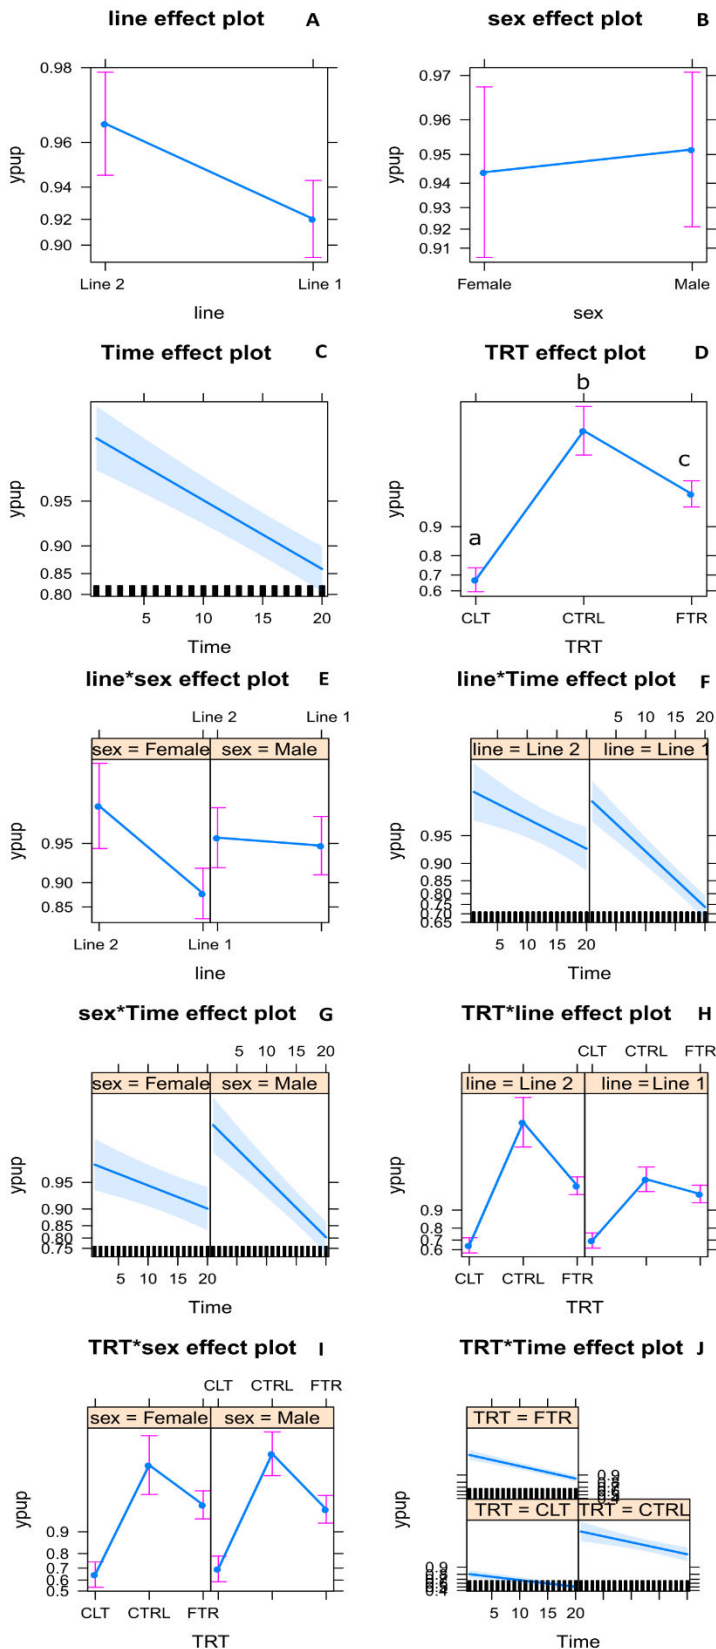 line effect plot A
sex effect plot B
ypup
0.98
0.96
0.94
0.92
0.90
Line 2 Line 1
line
ypup
0.97
0.95
0.94
0.93
0.92
0.91
Female Male
sex
Time effect plot C
TRT effect plot D
ypup
0.95
0.90
0.85
0.80
5 10 15 20
Time
ypup
0.9
0.8
0.7
0.6
a
b
c
CLT CTRL FTR
TRT
line*sex effect plot E
line*Time effect plot F
Line 2 Line 1
sex = Female sex = Male
ypup
0.95
0.90
0.85
Line 2 Line 1
line
5 10 15 20
line = Line 2 line = Line 1
ypup
0.95
0.90
0.85
0.80
0.75
0.70
0.65
5 10 15 20
Time
sex*Time effect plot G
TRT*line effect plot H
5 10 15 20
sex = Female sex = Male
ypup
0.95
0.90
0.85
0.80
0.75
5 10 15 20
Time
CLT CTRL FTR
line = Line 2 line = Line 1
ypup
0.9
0.8
0.7
0.6
CLT CTRL FTR
TRT
TRT*sex effect plot I
TRT*Time effect plot J
CLT CTRL FTR
sex = Female sex = Male
ypup
0.9
0.8
0.7
0.6
0.5
CLT CTRL FTR
TRT
TRT = FTR
ypup
0.9
0.8
0.4
TRT = CLT TRT = CTRL
0.9
0.8
0.4
5 10 15 20
Time